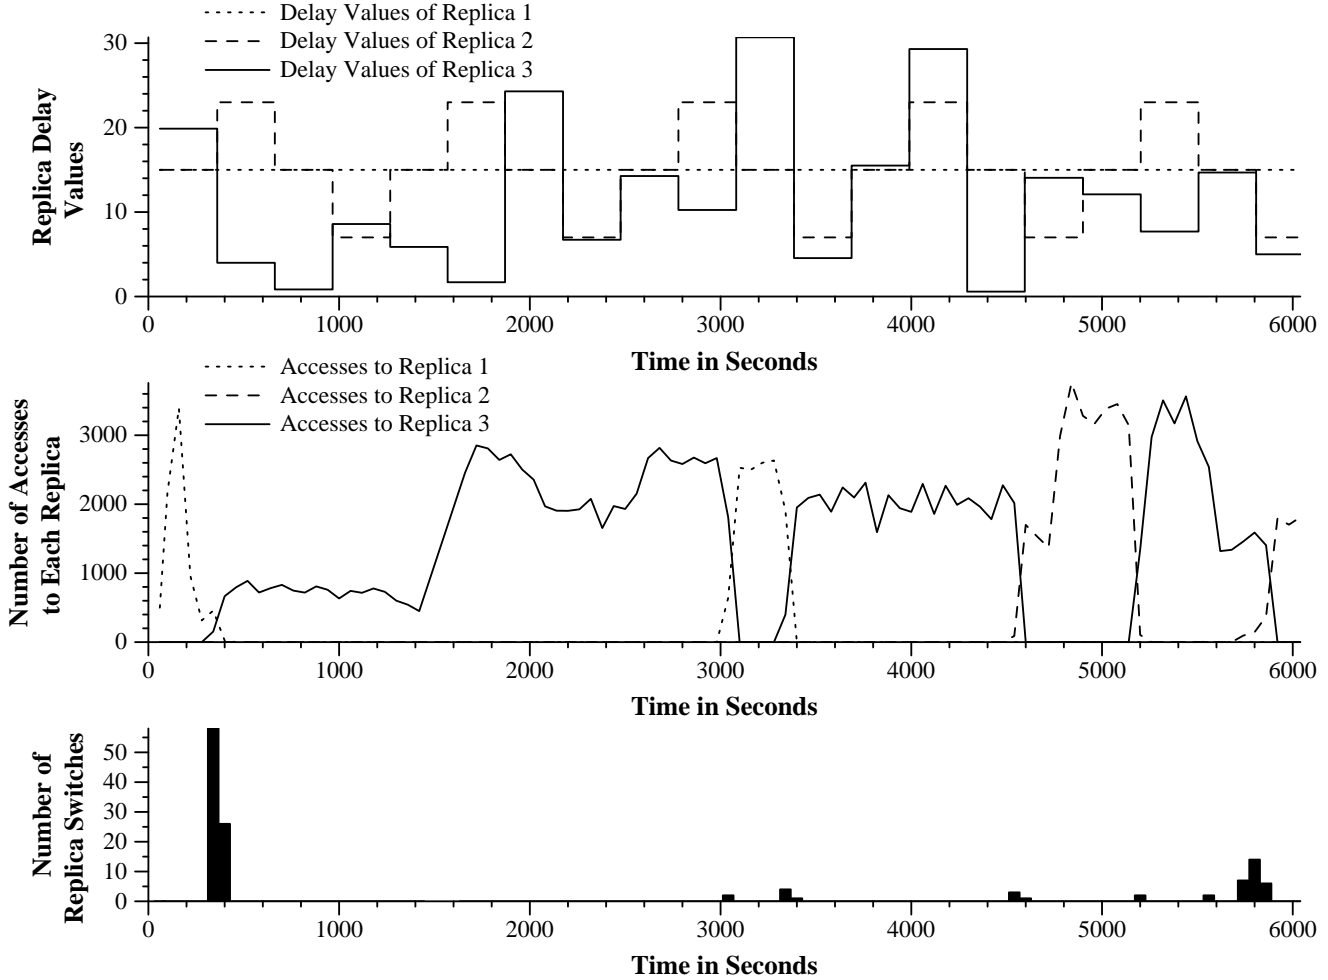 Delay Values of Replica 1
Delay Values of Replica 2
Delay Values of Replica 3
Replica Delay
Values
30
20
10
0
0 1000 2000 3000 4000 5000 6000
Time in Seconds
Accesses to Replica 1
Accesses to Replica 2
Accesses to Replica 3
Number of Accesses
to Each Replica
3000
2000
1000
0
0 1000 2000 3000 4000 5000 6000
Time in Seconds
Number of
Replica Switches
50
40
30
20
10
0
0 1000 2000 3000 4000 5000 6000
Time in Seconds